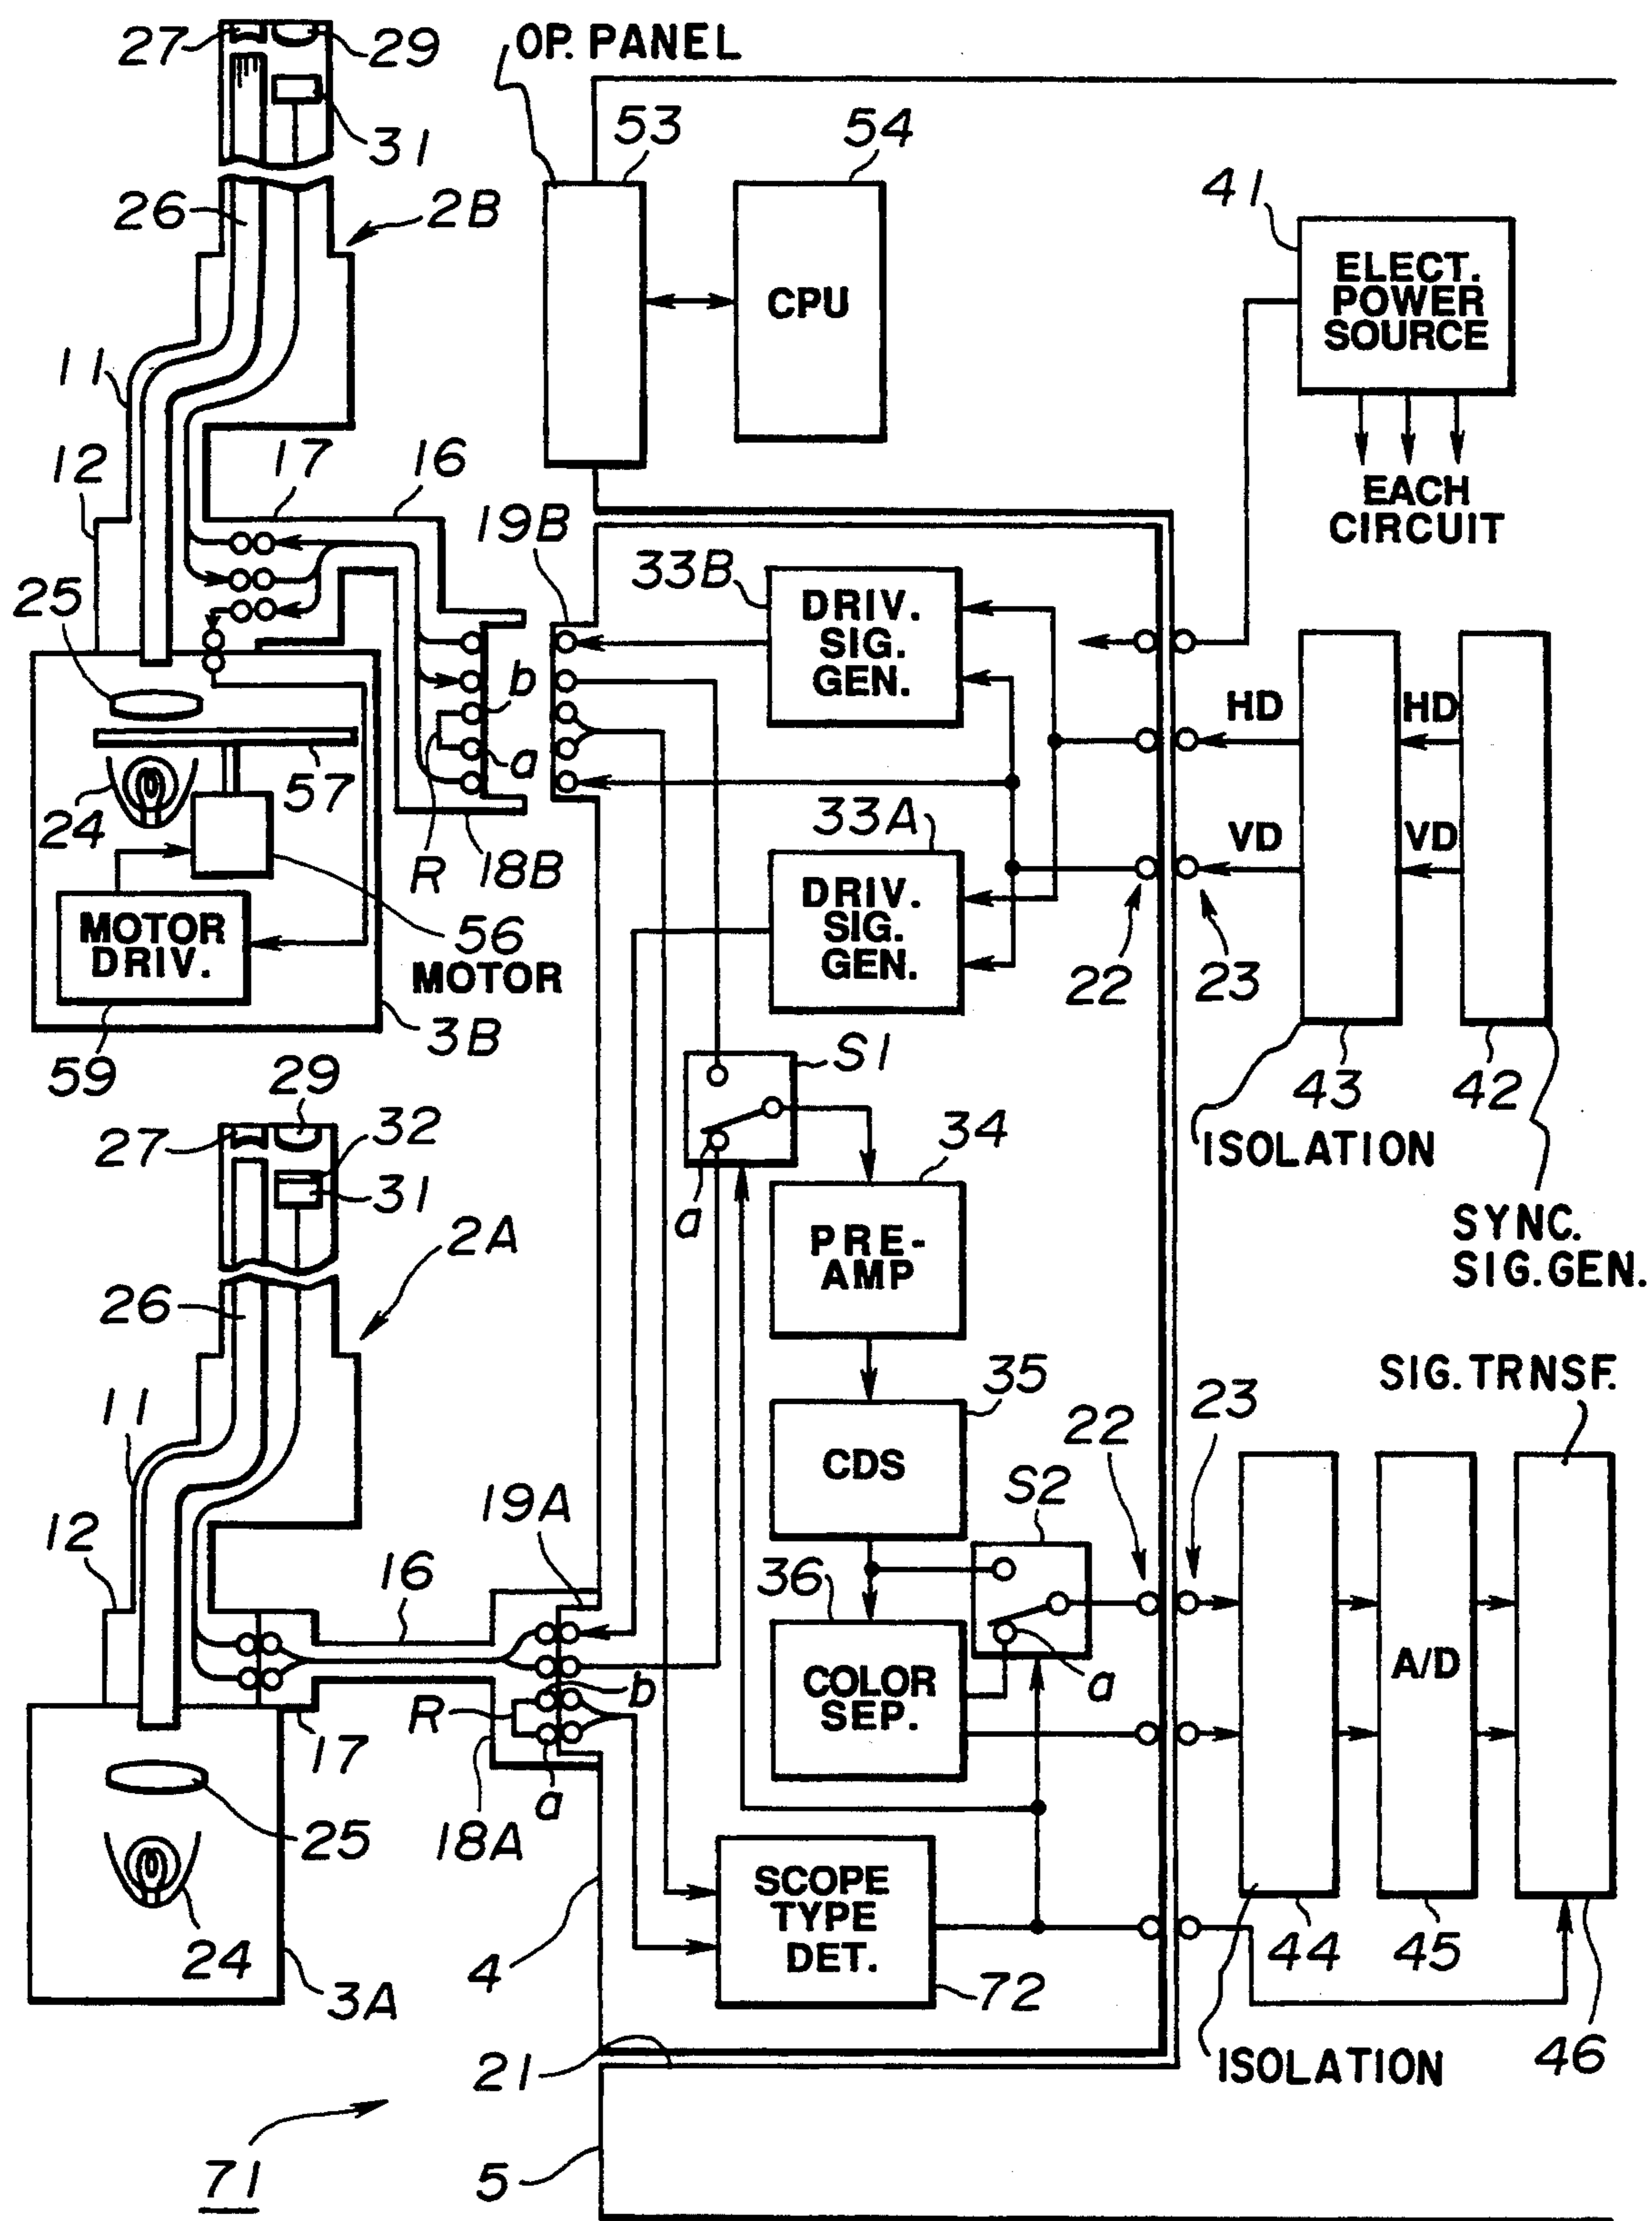 27
29
OP. PANEL
31
53
54
26
2B
41
ELECT.
POWER
SOURCE
CPU
11
12
17
16
19B
EACH
CIRCUIT
33B
DRIV.
SIG.
GEN.
25
b
HD
HD
a
57
24
33A
VD
VD
R
18B
DRIV.
SIG.
GEN.
MOTOR
DRIV.
56
MOTOR
22
23
3B
59
S1
43
42
29
32
27
34
ISOLATION
31
a
PRE-
AMP
SYNC.
SIG.GEN.
2A
26
35
SIG.TRNSF.
11
22
23
CDS
S2
19A
12
16
36
A/D
b
a
COLOR
SEP.
R
17
a
25
18A
SCOPE
TYPE
DET.
24
4
44
45
72
3A
21
ISOLATION
46
71
5